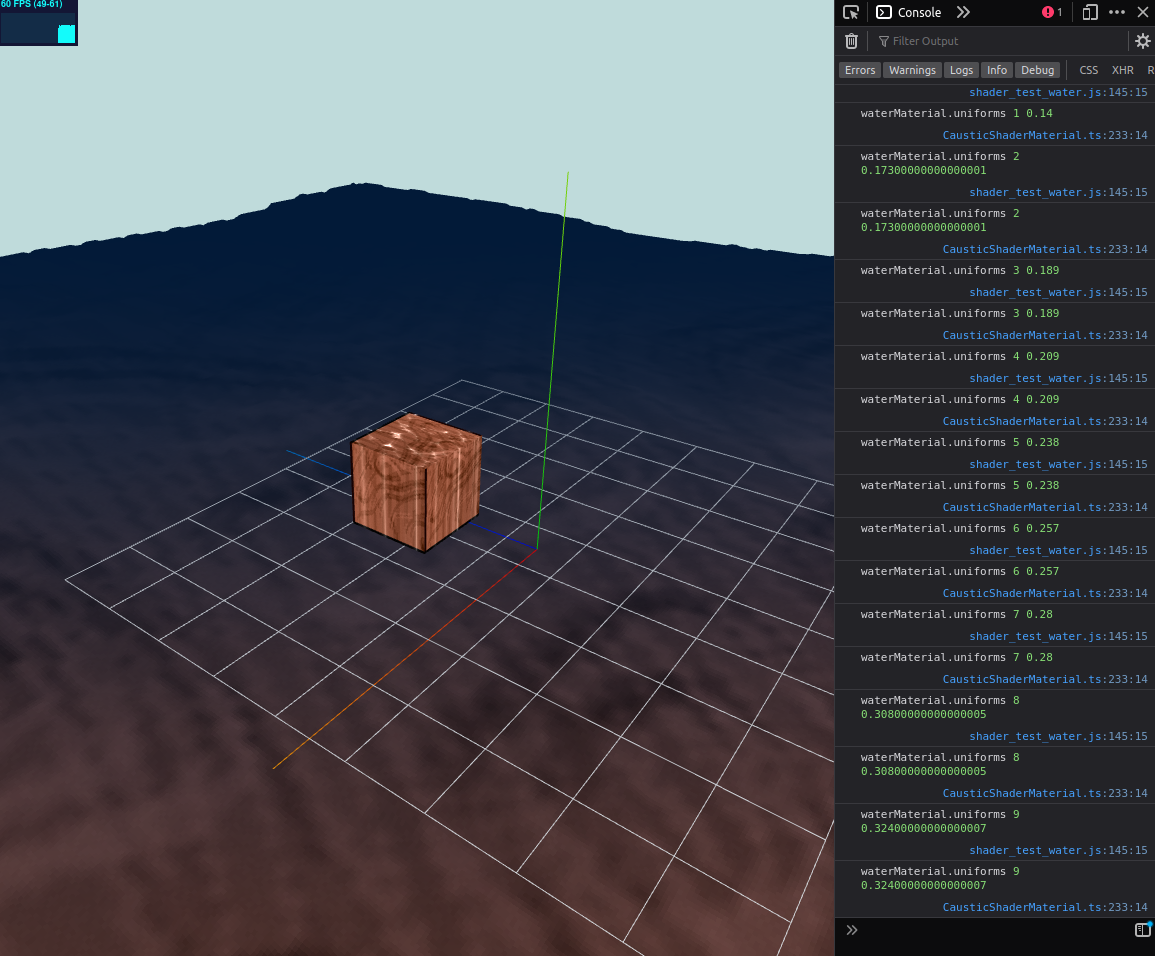 60 FPS (49-61)
Console
1
Filter Output
Errors Warnings Logs Info Debug CSS XHR R
shader_test_water.js:145:15
waterMaterial.uniforms 1 0.14
CausticShaderMaterial.ts:233:14
waterMaterial.uniforms 2
0.17300000000000001
shader_test_water.js:145:15
waterMaterial.uniforms 2
0.17300000000000001
CausticShaderMaterial.ts:233:14
waterMaterial.uniforms 3 0.189
shader_test_water.js:145:15
waterMaterial.uniforms 3 0.189
CausticShaderMaterial.ts:233:14
waterMaterial.uniforms 4 0.209
shader_test_water.js:145:15
waterMaterial.uniforms 4 0.209
CausticShaderMaterial.ts:233:14
waterMaterial.uniforms 5 0.238
shader_test_water.js:145:15
waterMaterial.uniforms 5 0.238
CausticShaderMaterial.ts:233:14
waterMaterial.uniforms 6 0.257
shader_test_water.js:145:15
waterMaterial.uniforms 6 0.257
CausticShaderMaterial.ts:233:14
waterMaterial.uniforms 7 0.28
shader_test_water.js:145:15
waterMaterial.uniforms 7 0.28
CausticShaderMaterial.ts:233:14
waterMaterial.uniforms 8
0.30800000000000005
shader_test_water.js:145:15
waterMaterial.uniforms 8
0.30800000000000005
CausticShaderMaterial.ts:233:14
waterMaterial.uniforms 9
0.32400000000000007
shader_test_water.js:145:15
waterMaterial.uniforms 9
0.32400000000000007
CausticShaderMaterial.ts:233:14